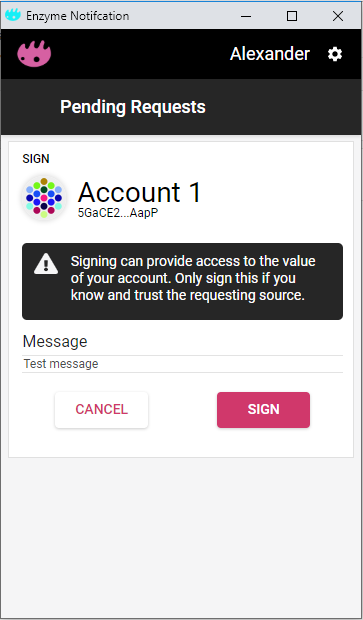 Enzyme Notifcation
Alexander
Pending Requests
SIGN
Account 1
5GaCE2...AapP
Signing can provide access to the value
of your account. Only sign this if you
know and trust the requesting source.
Message
Test message
CANCEL
SIGN